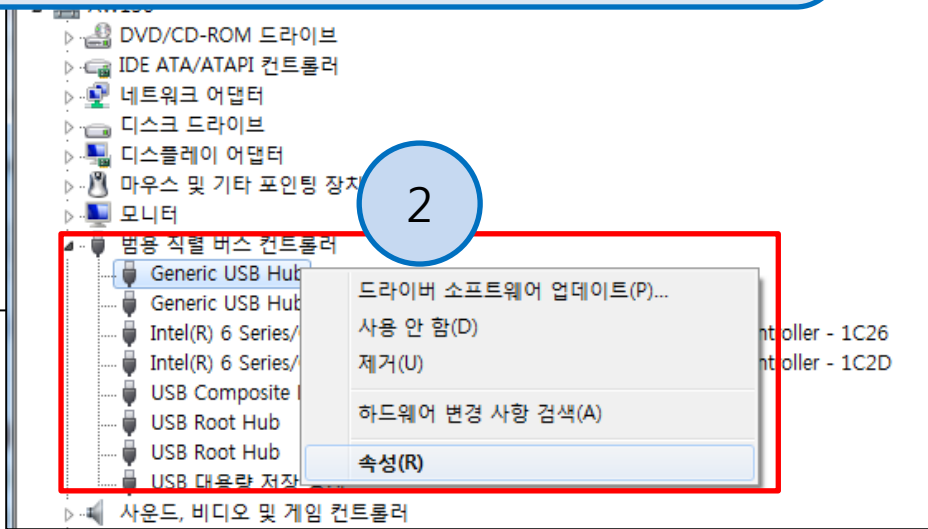 DVD/CD-ROM 드라이브
IDE ATA/ATAPI 컨트롤러
네트워크 어댑터
디스크 드라이브
디스플레이 어댑터
마우스 및 기타 포인팅 장치
2
모니터
범용 직렬 버스 컨트롤러
Generic USB Hub
드라이버 소프트웨어 업데이트(P)...
Generic USB Hub
사용 안 함(D)
Intel(R) 6 Series/ ntroller - 1C26
제거(U)
Intel(R) 6 Series/ ntroller - 1C2D
USB Composite
하드웨어 변경 사항 검색(A)
USB Root Hub
USB Root Hub
속성(R)
USB 대용량 저장
사운드, 비디오 및 게임 컨트롤러